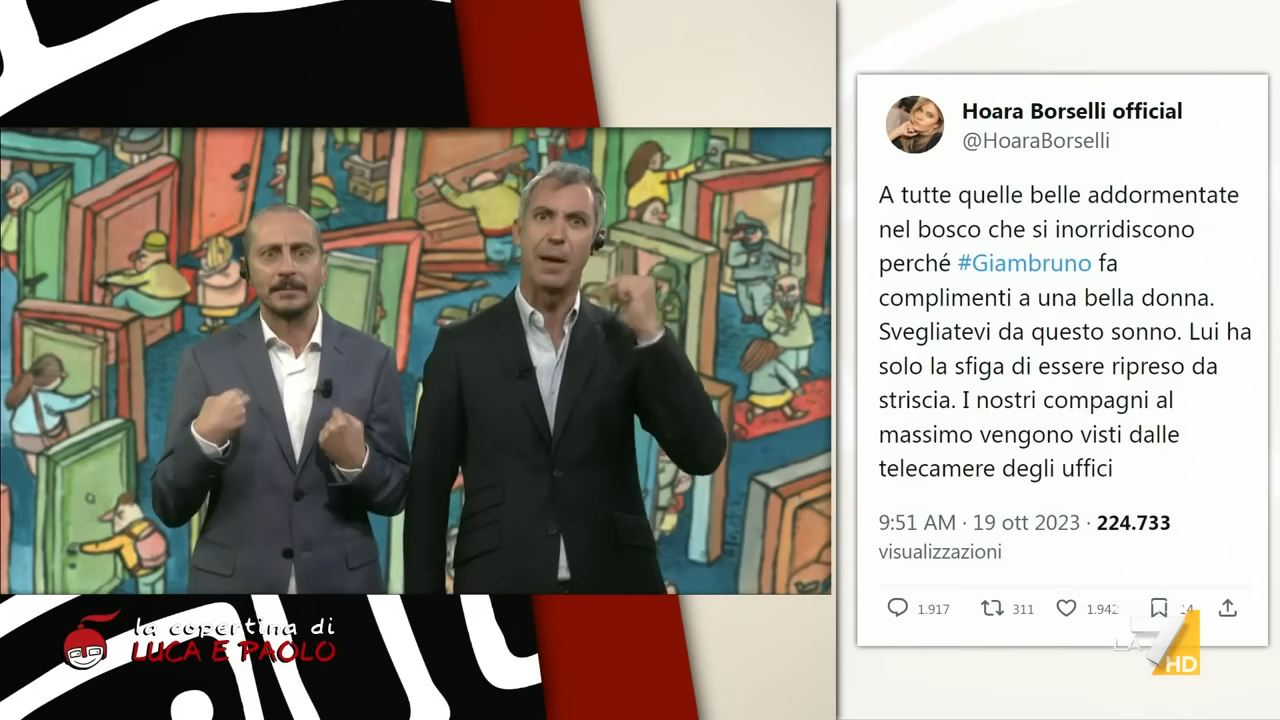 Hoara Borselli official
@HoaraBorselli
A tutte quelle belle addormentate
nel bosco che si inorridiscono
perché #Giambruno fa
complimenti a una bella donna.
Svegliatevi da questo sonno. Lui ha
solo la sfiga di essere ripreso da
striscia. I nostri compagni al
massimo vengono visti dalle
telecamere degli uffici
9:51 AM · 19 ott 2023 · 224.733
visualizzazioni
1.917 311 1.942 14
la copertina di
LUCA E PAOLO
LA 7
HD